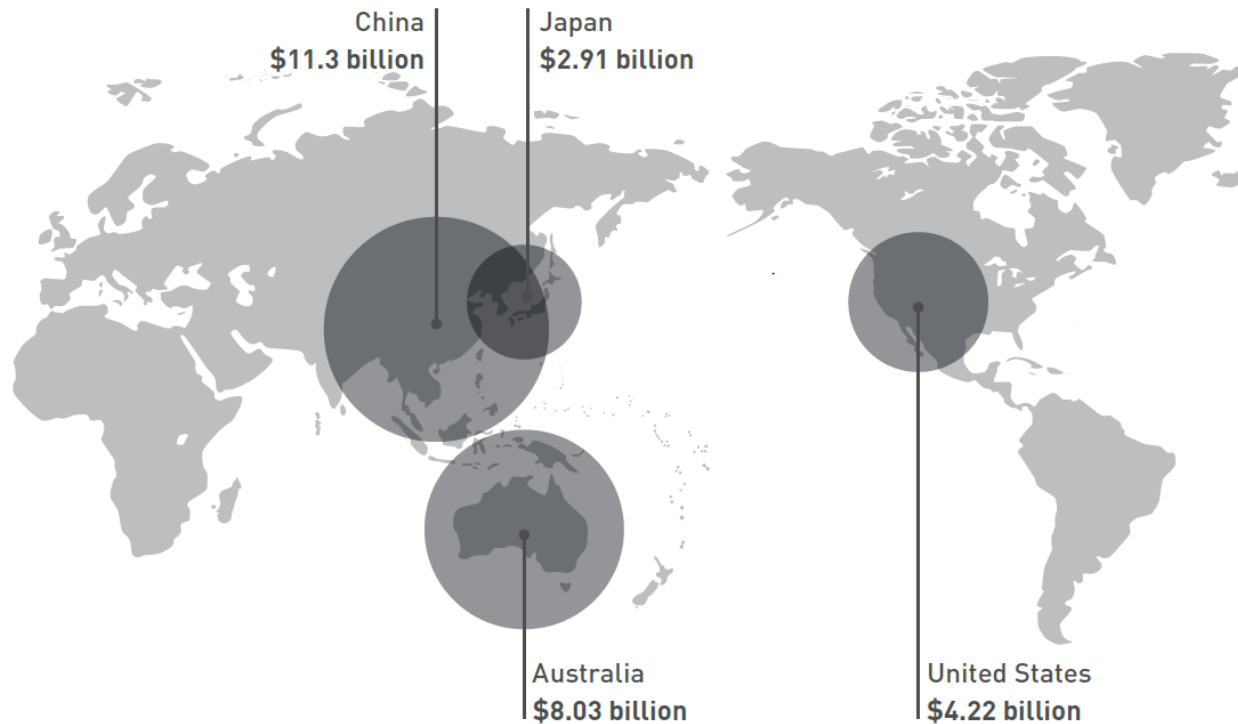 China
$11.3 billion
Japan
$2.91 billion
Australia
$8.03 billion
United States
$4.22 billion